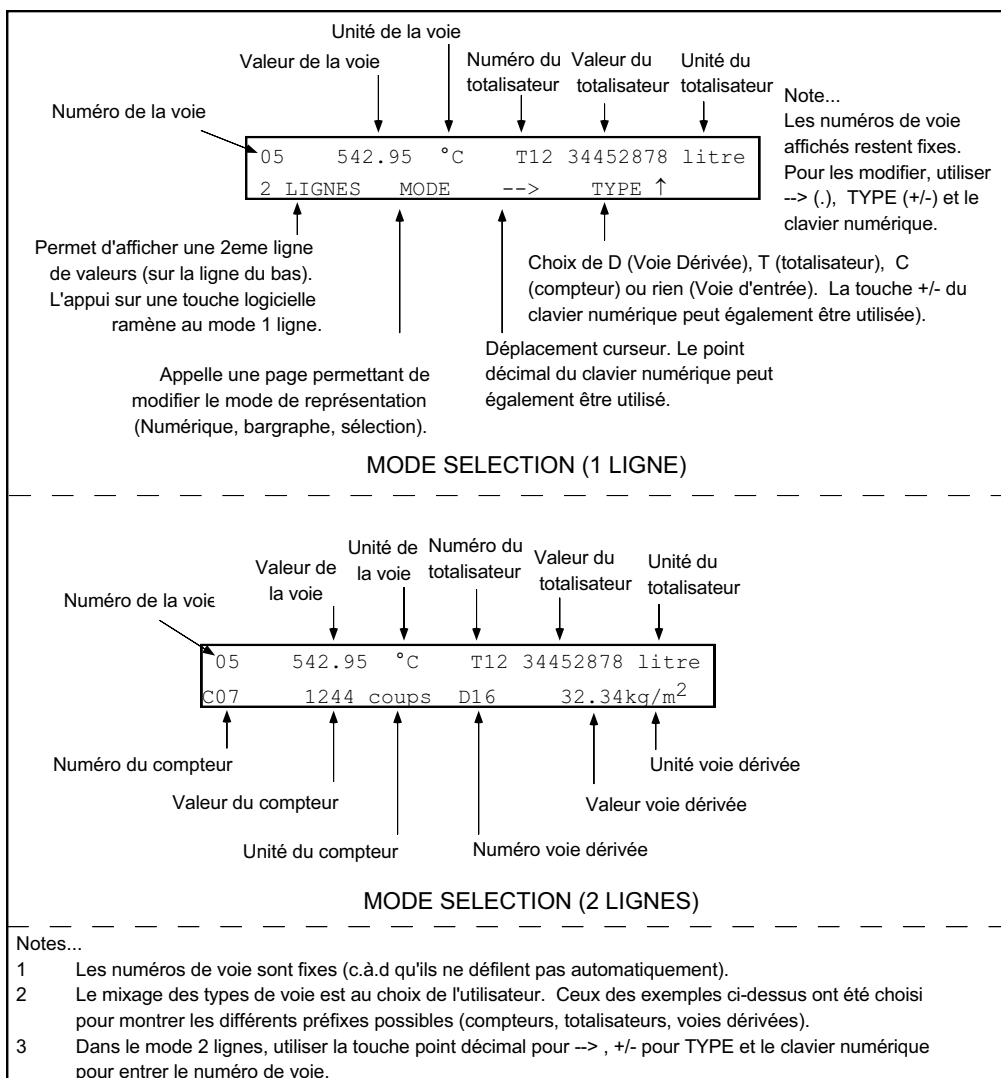 Unité de la voie
Valeur de la voie
Numéro du totalisateur
Valeur du totalisateur
Unité du totalisateur
Numéro de la voie
Note...
Les numéros de voie
affichés restent fixes.
Pour les modifier, utiliser
--> (.), TYPE (+/-) et le
clavier numérique.
05 542.95 °C T12 34452878 litre
2 LIGNES MODE --> TYPE ↑
Permet d'afficher une 2eme ligne
de valeurs (sur la ligne du bas).
L'appui sur une touche logicielle
ramène au mode 1 ligne.
Choix de D (Voie Dérivée), T (totalisateur), C
(compteur) ou rien (Voie d'entrée). La touche +/- du
clavier numérique peut également être utilisée).
Déplacement curseur. Le point
décimal du clavier numérique peut
également être utilisé.
Appelle une page permettant de
modifier le mode de représentation
(Numérique, bargraphe, sélection).
MODE SELECTION (1 LIGNE)
Numéro de la voie
Valeur de
la voie
Unité de
la voie
Numéro du
totalisateur
Valeur du
totalisateur
Unité du
totalisateur
05 542.95 °C T12 34452878 litre
C07 1244 coups D16 32.34kg/m2
Numéro du compteur
Unité voie dérivée
Valeur du compteur
Valeur voie dérivée
Unité du compteur
Numéro voie dérivée
MODE SELECTION (2 LIGNES)
Notes...
1 Les numéros de voie sont fixes (c.à.d qu'ils ne défilent pas automatiquement).
2 Le mixage des types de voie est au choix de l'utilisateur. Ceux des exemples ci-dessus ont été choisi
pour montrer les différents préfixes possibles (compteurs, totalisateurs, voies dérivées).
3 Dans le mode 2 lignes, utiliser la touche point décimal pour --> , +/- pour TYPE et le clavier numérique
pour entrer le numéro de voie.